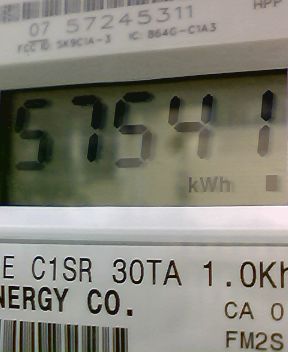 HPP
07 57245311
FCC ID: SK9C1A-3 IC: 864G-C1A3
57541
kWh
E C1SR 30TA 1.0Kh
NERGY CO.
CA 0
FM2S